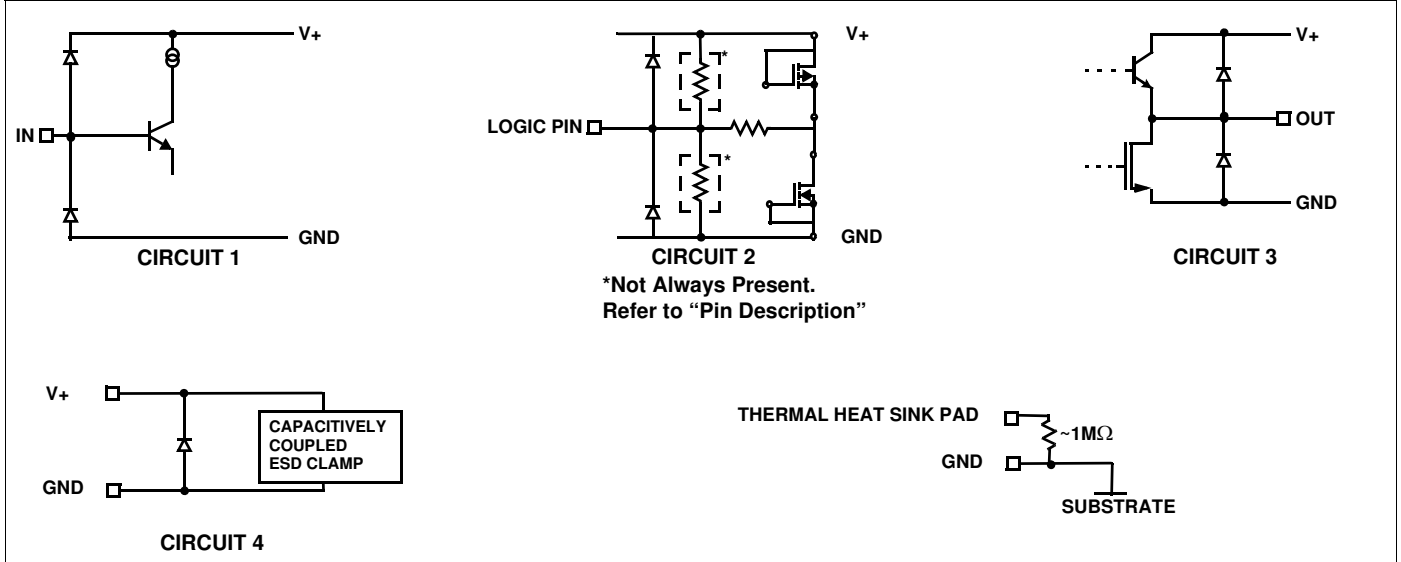 V+
IN
GND
CIRCUIT 1
V+
*
LOGIC PIN
*
GND
CIRCUIT 2
*Not Always Present.
Refer to “Pin Description”
V+
OUT
GND
CIRCUIT 3
V+
CAPACITIVELY
COUPLED
ESD CLAMP
GND
CIRCUIT 4
THERMAL HEAT SINK PAD
~1MΩ
GND
SUBSTRATE